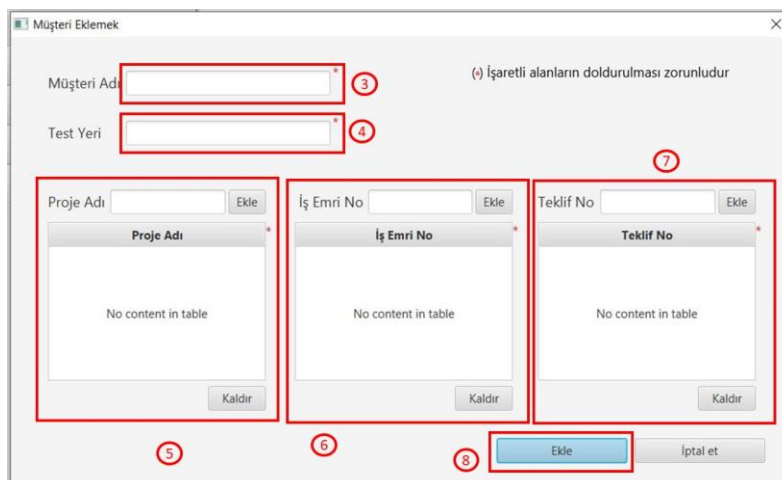 Müşteri Eklemek
Müşteri Adı * 3 (*) İşaretli alanların doldurulması zorunludur
Test Yeri * 4
7
Proje Adı Ekle İş Emri No Ekle Teklif No Ekle
Proje Adı * İş Emri No * Teklif No *
No content in table No content in table No content in table
Kaldır Kaldır Kaldır
5 6 8 Ekle İptal et